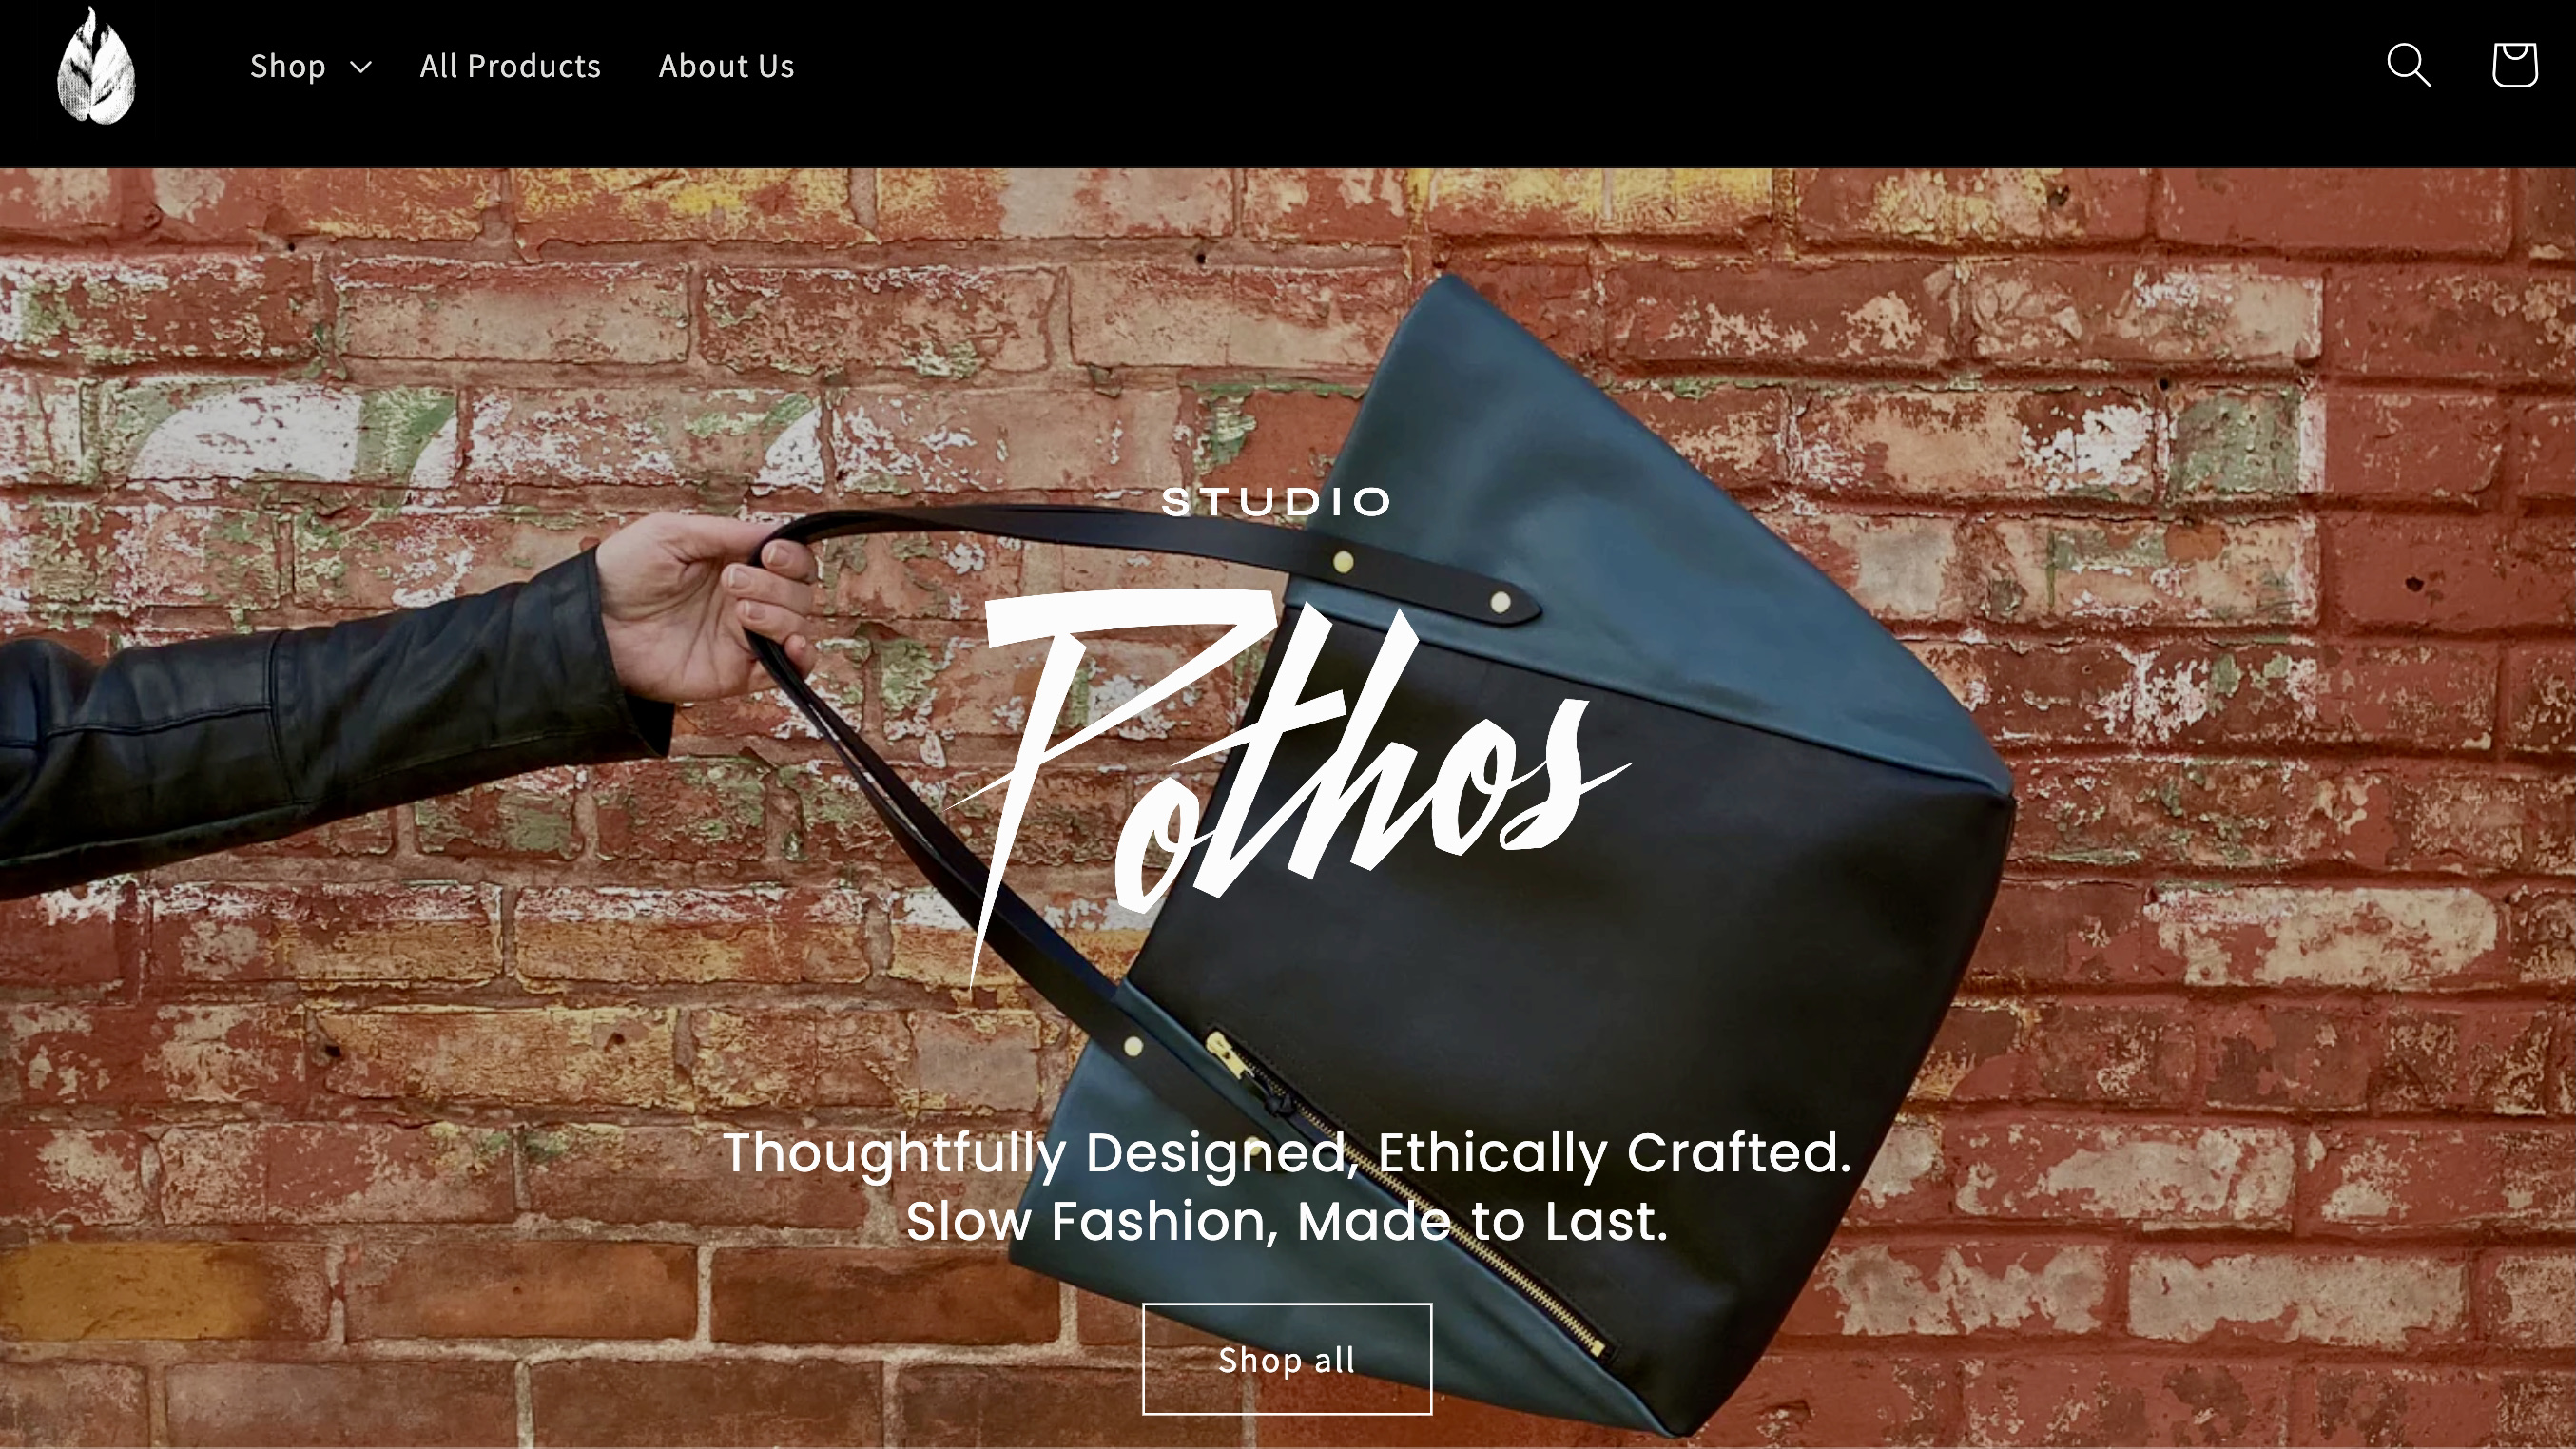 Shop All Products About Us
STUDIO
Pothos
Thoughtfully Designed, Ethically Crafted.
Slow Fashion, Made to Last.
Shop all